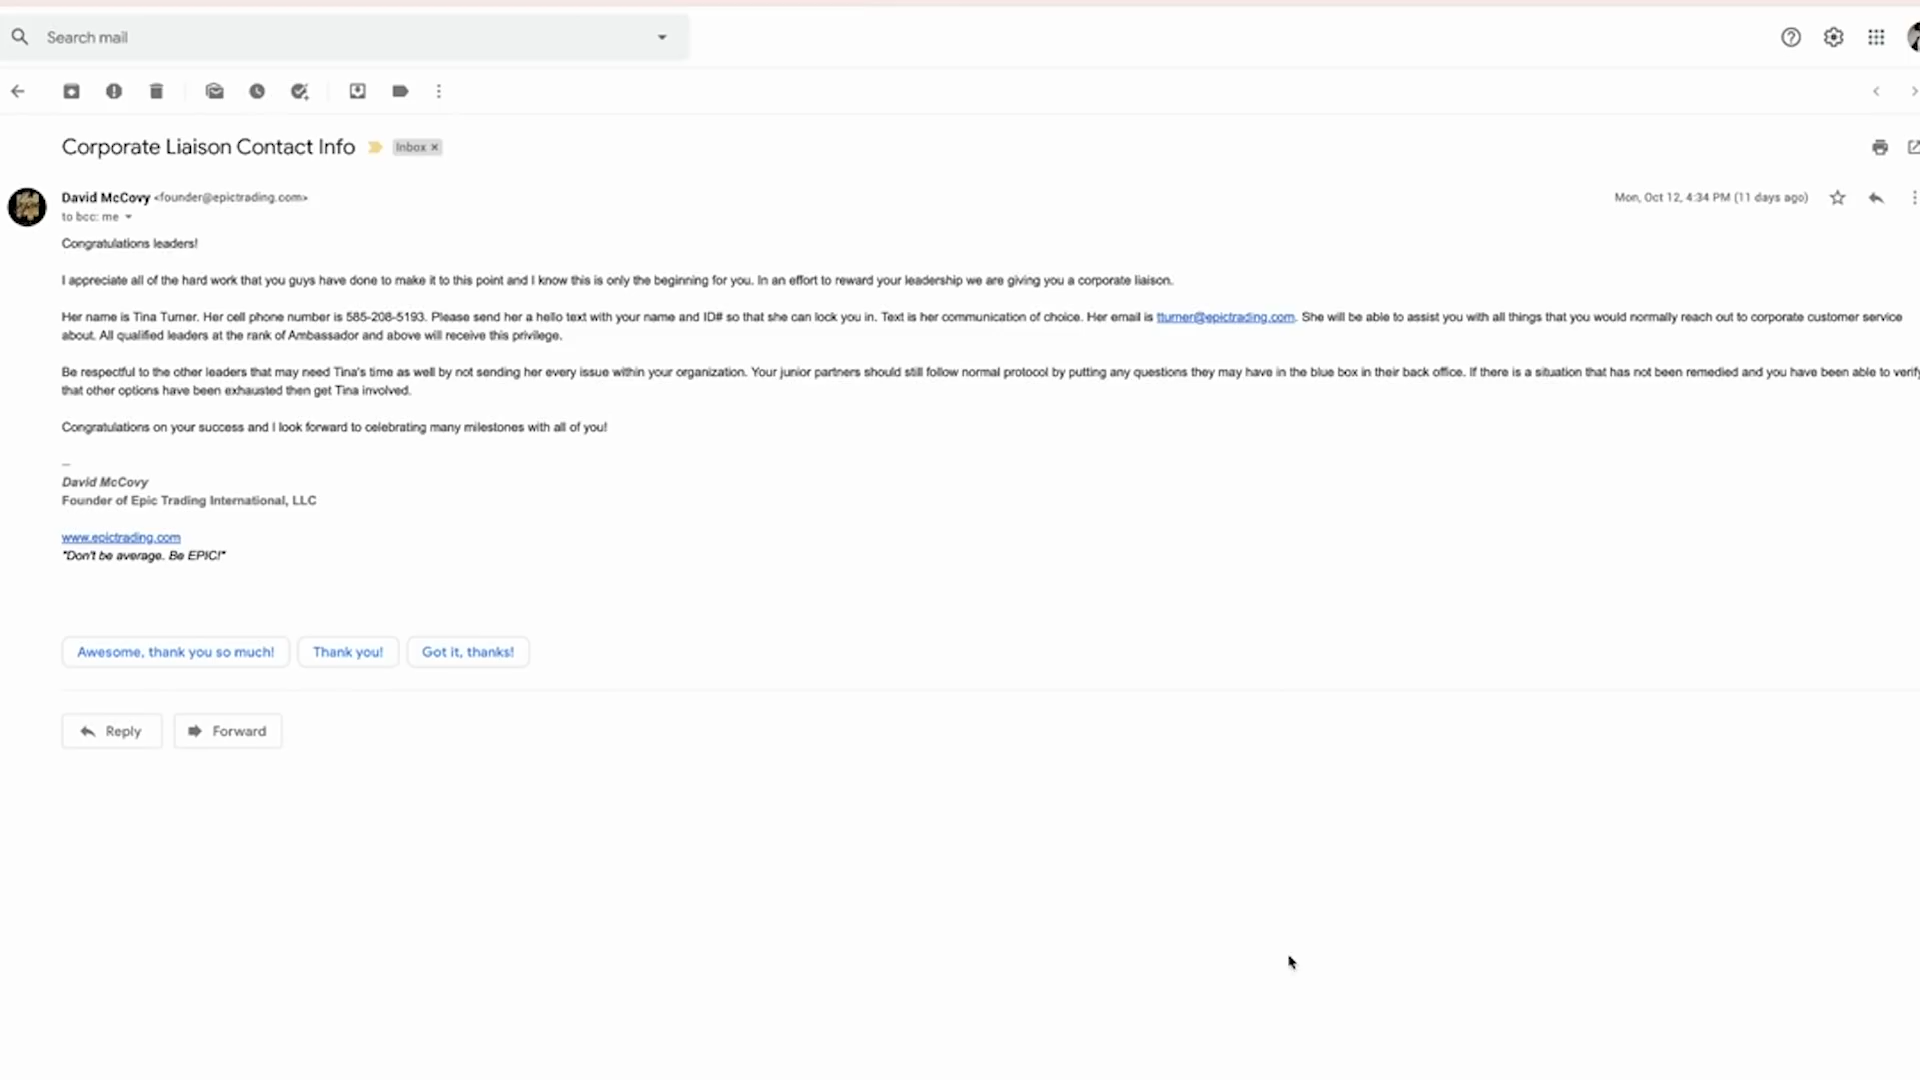 Search mail
Corporate Liaison Contact Info
Inbox ×
David McCovy <founder@epictrading.com>
Mon, Oct 12, 4:34 PM (11 days ago)
to bcc: me
Congratulations leaders!
I appreciate all of the hard work that you guys have done to make it to this point and I know this is only the beginning for you. In an effort to reward your leadership we are giving you a corporate liaison.
Her name is Tina Turner. Her cell phone number is 585-208-5193. Please send her a hello text with your name and ID# so that she can lock you in. Text is her communication of choice. Her email is tturner@epictrading.com. She will be able to assist you with all things that you would normally reach out to corporate customer service
about. All qualified leaders at the rank of Ambassador and above will receive this privilege.
Be respectful to the other leaders that may need Tina's time as well by not sending her every issue within your organization. Your junior partners should still follow normal protocol by putting any questions they may have in the blue box in their back office. If there is a situation that has not been remedied and you have been able to verify
that other options have been exhausted then get Tina involved.
Congratulations on your success and I look forward to celebrating many milestones with all of you!
--
David McCovy
Founder of Epic Trading International, LLC
www.epictrading.com
"Don't be average. Be EPIC!"
Awesome, thank you so much!
Thank you!
Got it, thanks!
Reply
Forward